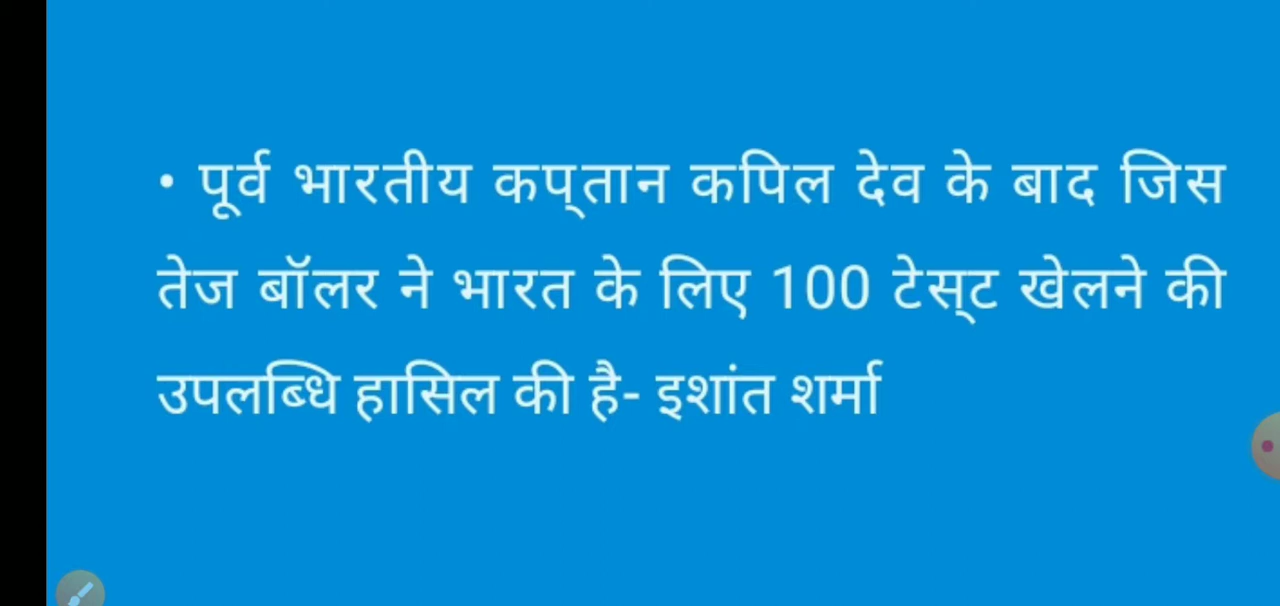 • पूर्व भारतीय कप्‌तान कपिल देव के बाद जिस
तेज बॉलर ने भारत के लिए 100 टेस्‌ट खेलने की
उपलब्धि हासिल की है- इशांत शर्मा